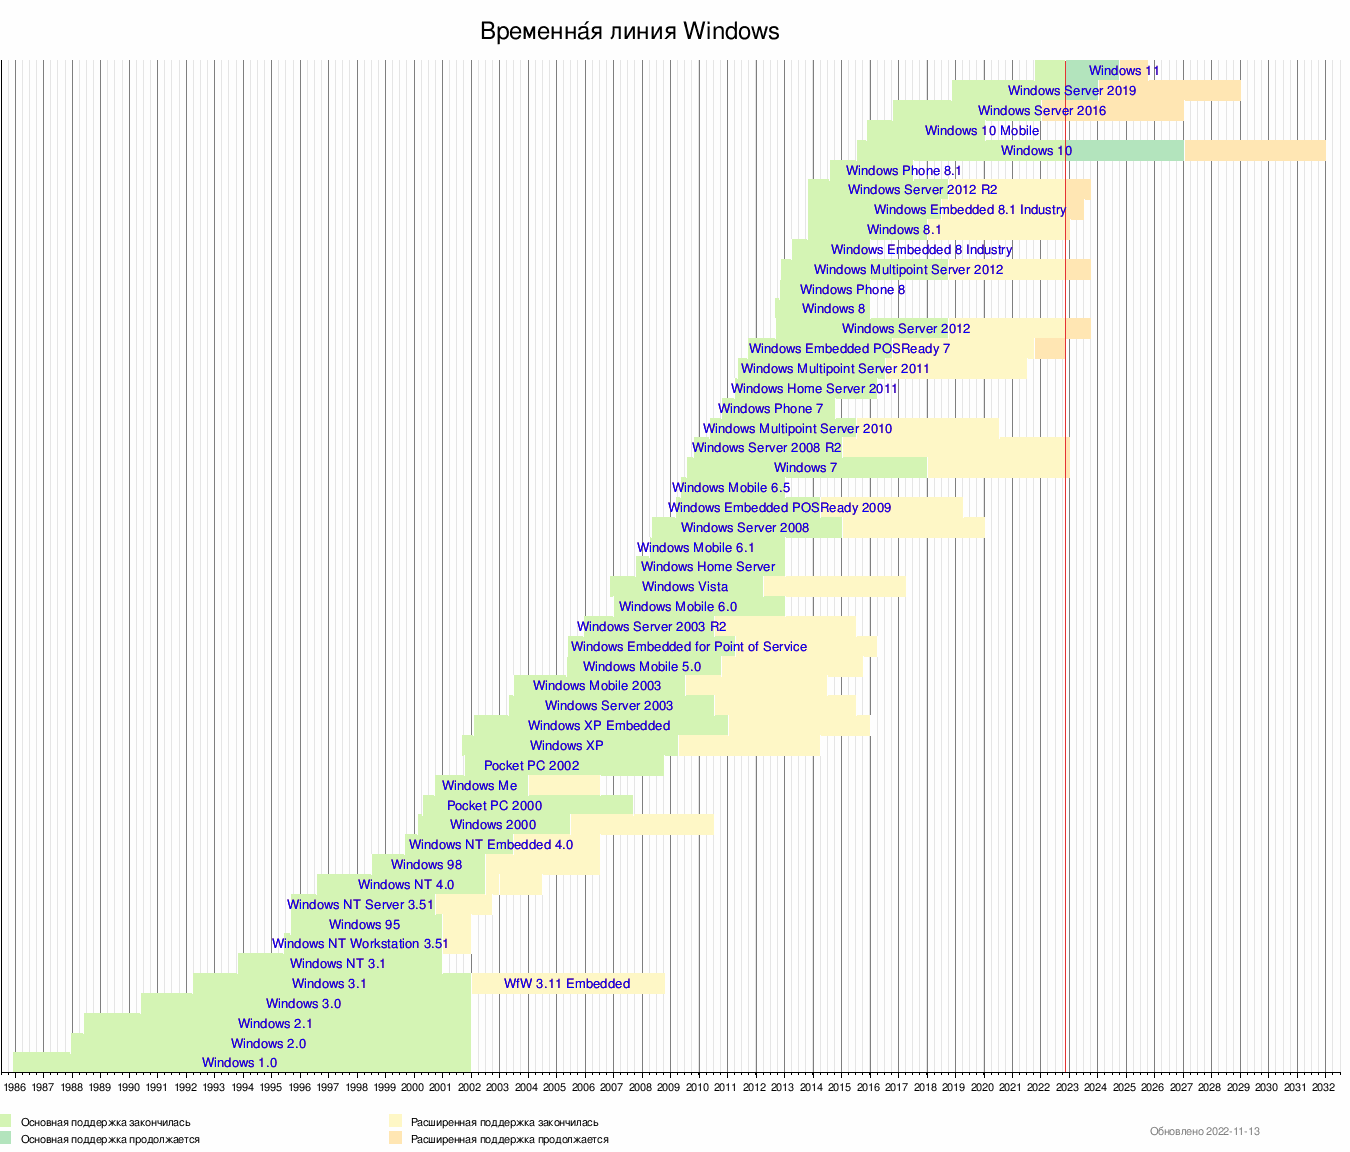 Временна́я линия Windows
Windows 11
Windows Server 2019
Windows Server 2016
Windows 10 Mobile
Windows 10
Windows Phone 8.1
Windows Server 2012 R2
Windows Embedded 8.1 Industry
Windows 8.1
Windows Embedded 8 Industry
Windows Multipoint Server 2012
Windows Phone 8
Windows 8
Windows Server 2012
Windows Embedded POSReady 7
Windows Multipoint Server 2011
Windows Home Server 2011
Windows Phone 7
Windows Multipoint Server 2010
Windows Server 2008 R2
Windows 7
Windows Mobile 6.5
Windows Embedded POSReady 2009
Windows Server 2008
Windows Mobile 6.1
Windows Home Server
Windows Vista
Windows Mobile 6.0
Windows Server 2003 R2
Windows Embedded for Point of Service
Windows Mobile 5.0
Windows Mobile 2003
Windows Server 2003
Windows XP Embedded
Windows XP
Pocket PC 2002
Windows Me
Pocket PC 2000
Windows 2000
Windows NT Embedded 4.0
Windows 98
Windows NT 4.0
Windows NT Server 3.51
Windows 95
Windows NT Workstation 3.51
Windows NT 3.1
Windows 3.1 WfW 3.11 Embedded
Windows 3.0
Windows 2.1
Windows 2.0
Windows 1.0
1986 1987 1988 1989 1990 1991 1992 1993 1994 1995 1996 1997 1998 1999 2000 2001 2002 2003 2004 2005 2006 2007 2008 2009 2010 2011 2012 2013 2014 2015 2016 2017 2018 2019 2020 2021 2022 2023 2024 2025 2026 2027 2028 2029 2030 2031 2032
Основная поддержка закончилась Расширенная поддержка закончилась
Основная поддержка продолжается Расширенная поддержка продолжается
Обновлено 2022-11-13